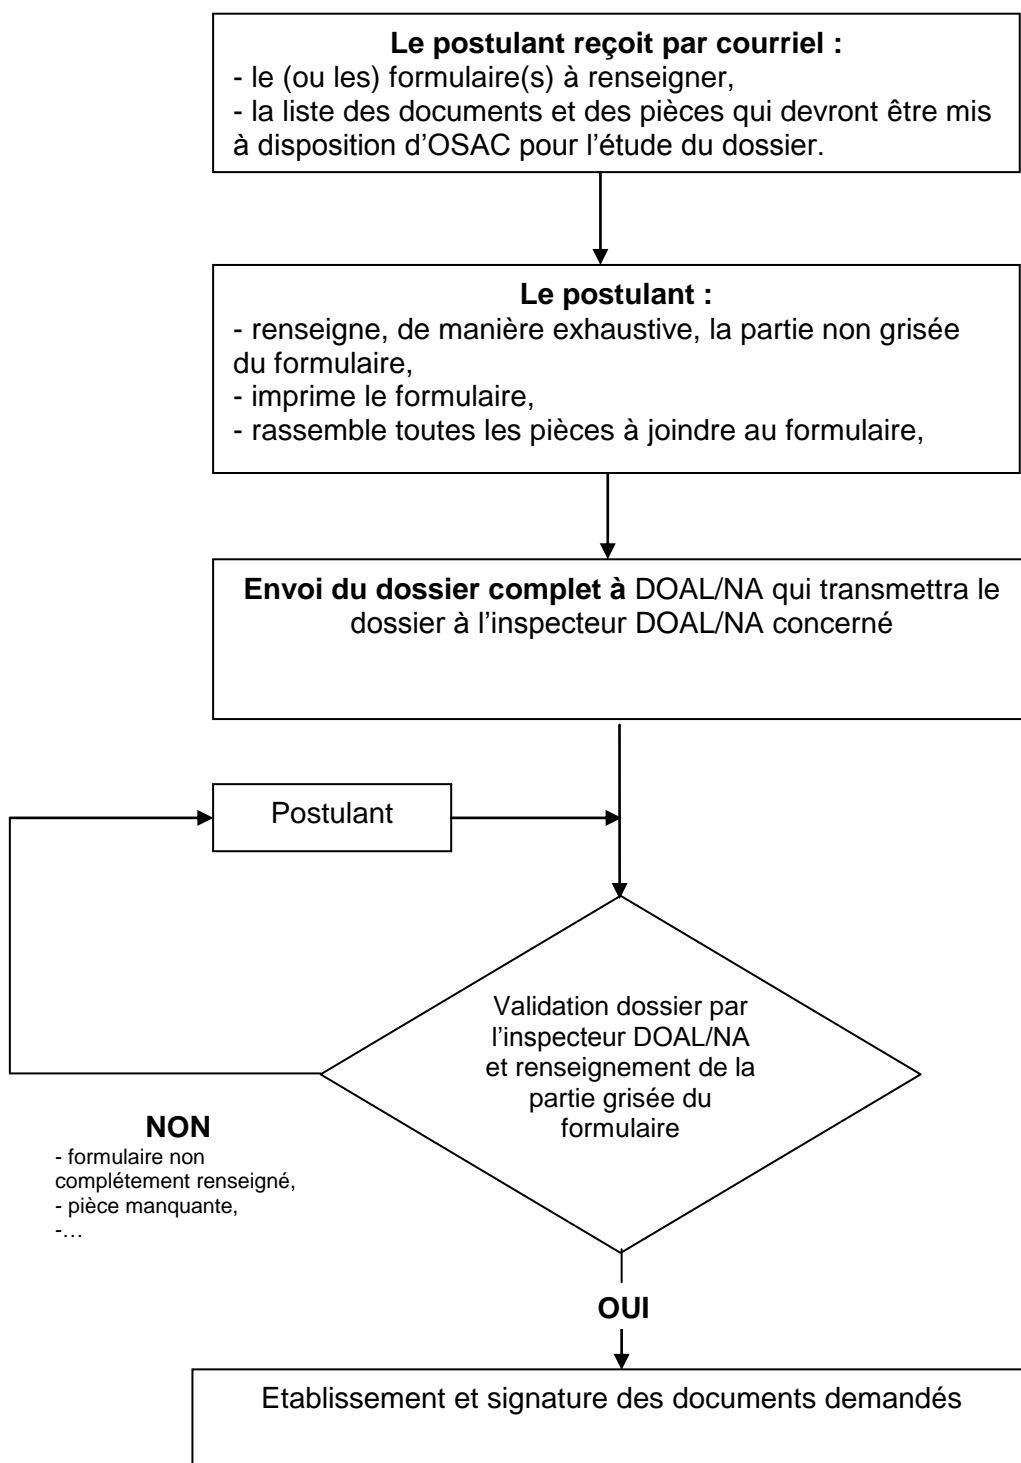 Le postulant reçoit par courriel :
- le (ou les) formulaire(s) à renseigner,
- la liste des documents et des pièces qui devront être mis
à disposition d’OSAC pour l’étude du dossier.
Le postulant :
- renseigne, de manière exhaustive, la partie non grisée
du formulaire,
- imprime le formulaire,
- rassemble toutes les pièces à joindre au formulaire,
Envoi du dossier complet à DOAL/NA qui transmettra le
dossier à l’inspecteur DOAL/NA concerné
Postulant
Validation dossier par
l’inspecteur DOAL/NA
et renseignement de la
partie grisée du
formulaire
NON
- formulaire non
complétement renseigné,
- pièce manquante,
-…
OUI
Etablissement et signature des documents demandés